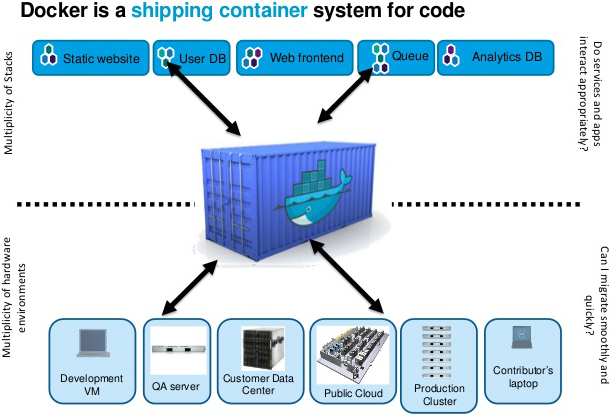 Docker is a shipping container system for code
Multiplicity of Stacks
Static website
User DB
Web frontend
Queue
Analytics DB
Do services and apps
interact appropriately?
Multiplicity of hardware
environments
Development
VM
QA server
Customer Data
Center
Public Cloud
Production
Cluster
Contributor's
laptop
Can I migrate smoothly and
quickly?